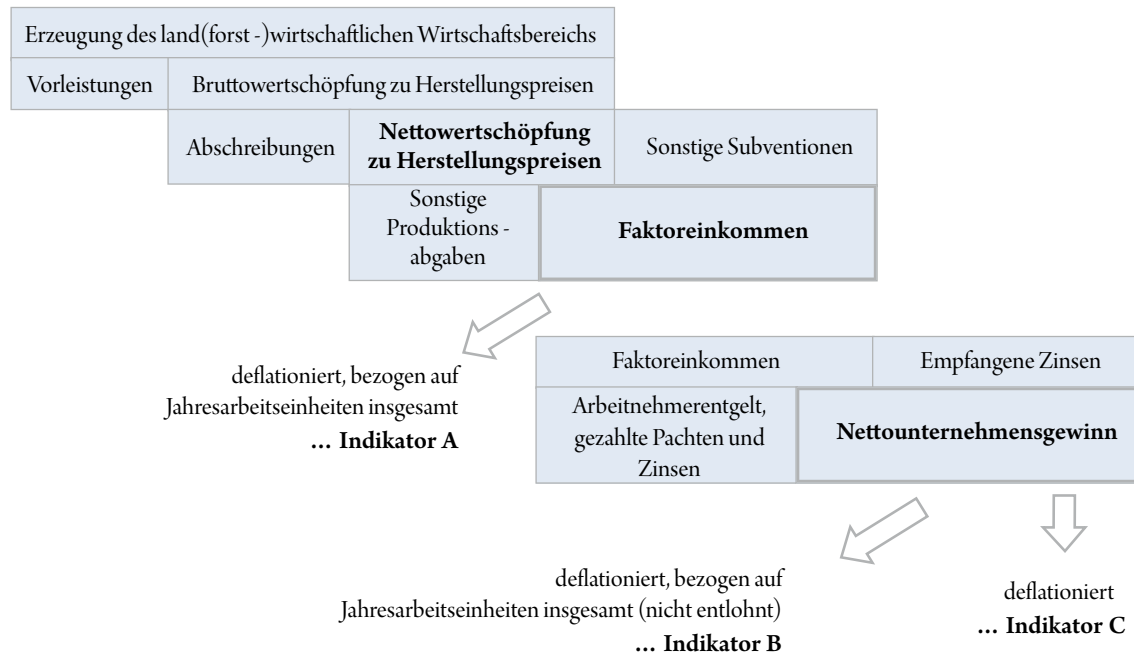 Erzeugung des land(forst -)wirtschaftlichen Wirtschaftsbereichs
Vorleistungen
Bruttowertschöpfung zu Herstellungspreisen
Abschreibungen
Nettowertschöpfung
zu Herstellungspreisen
Sonstige Subventionen
Sonstige
Produktions -
abgaben
Faktoreinkommen
deflationiert, bezogen auf
Jahresarbeitseinheiten insgesamt
... Indikator A
Faktoreinkommen
Empfangene Zinsen
Arbeitnehmerentgelt,
gezahlte Pachten und
Zinsen
Nettounternehmensgewinn
deflationiert, bezogen auf
Jahresarbeitseinheiten insgesamt (nicht entlohnt)
... Indikator B
deflationiert
... Indikator C